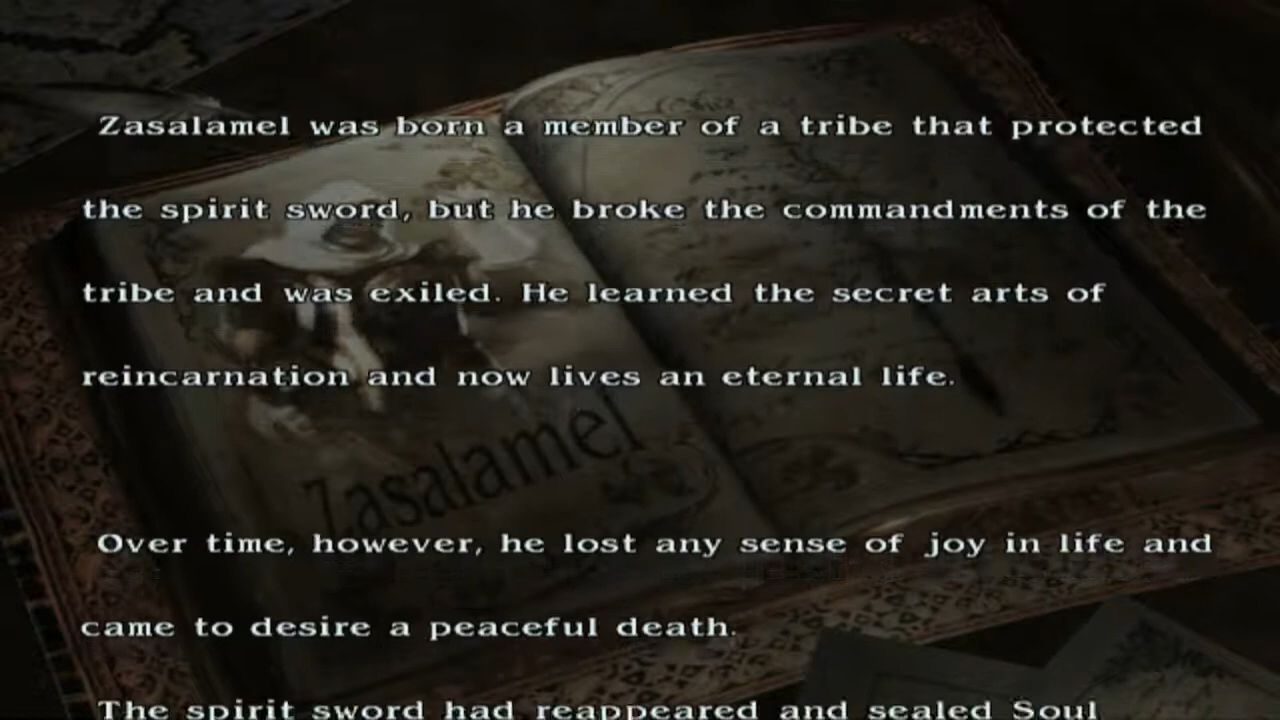 Zasalamel was born a member of a tribe that protected
the spirit sword, but he broke the commandments of the
tribe and was exiled. He learned the secret arts of
reincarnation and now lives an eternal life.
Zasalamel
Over time, however, he lost any sense of joy in life and
came to desire a peaceful death.
The spirit sword had reappeared and sealed Soul